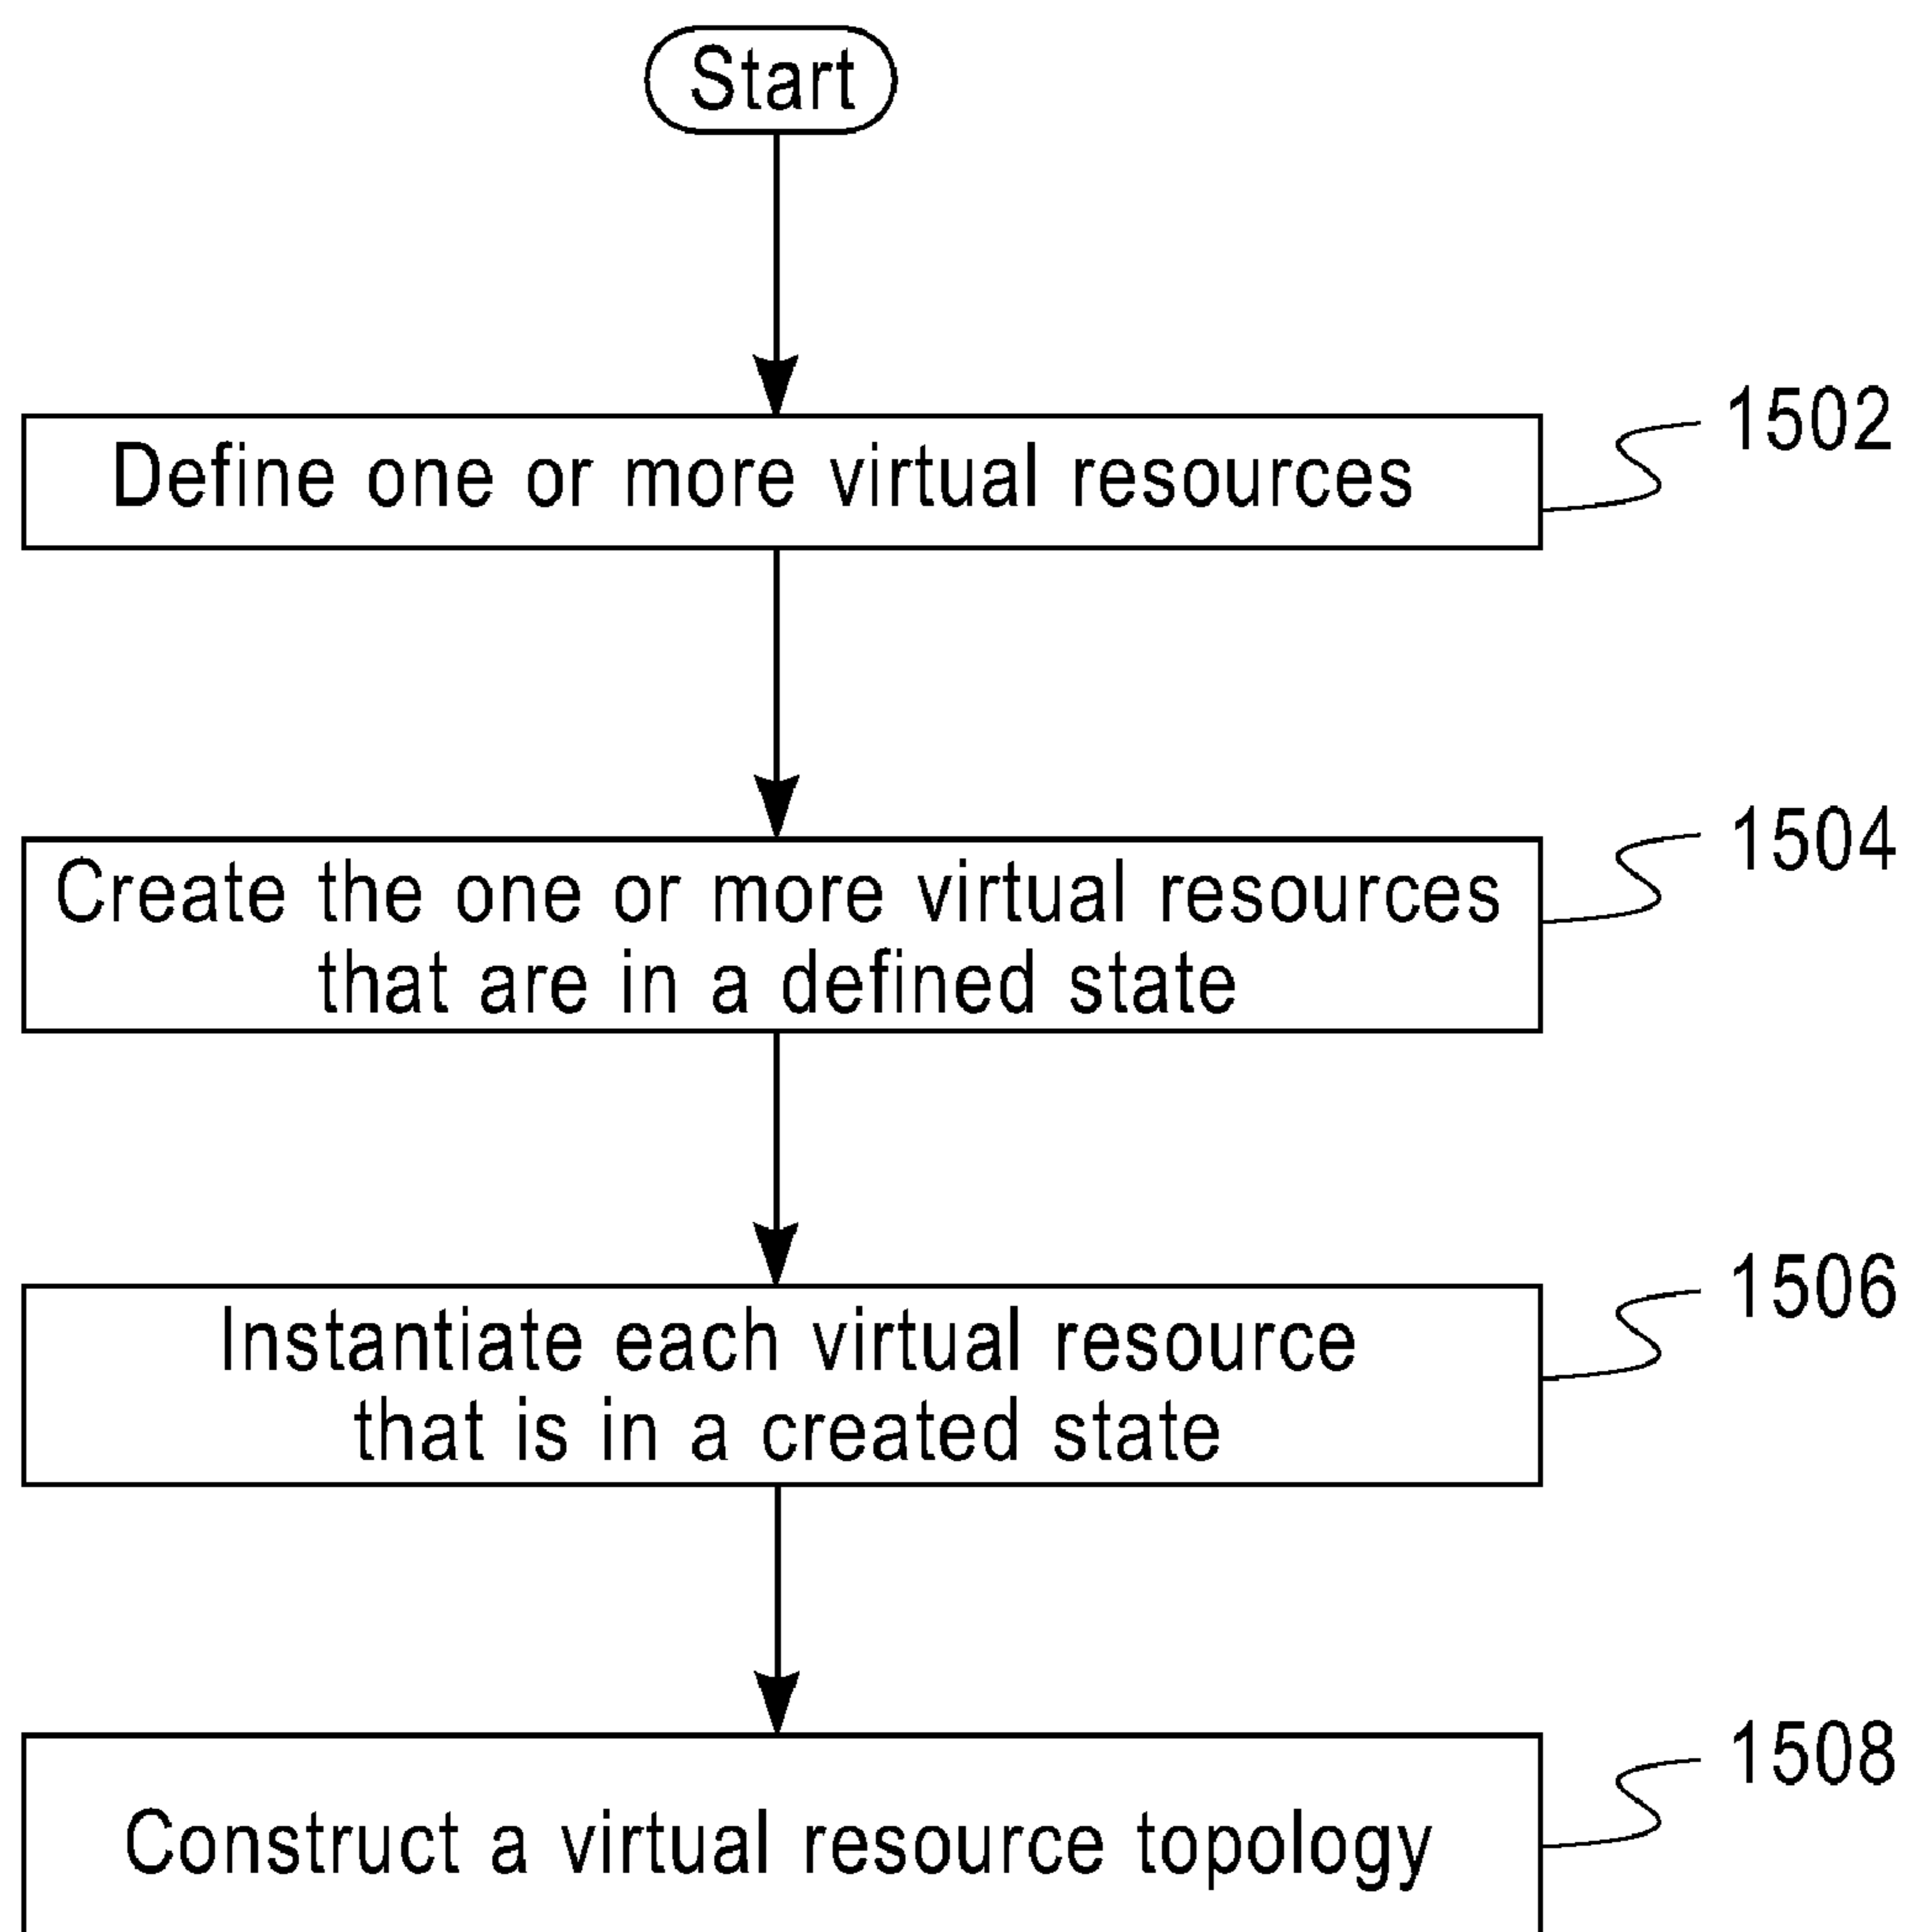 Start
1502
Define one or more virtual resources
1504
Create the one or more virtual resources
that are in a defined state
1506
Instantiate each virtual resource
that is in a created state
1508
Construct a virtual resource topology